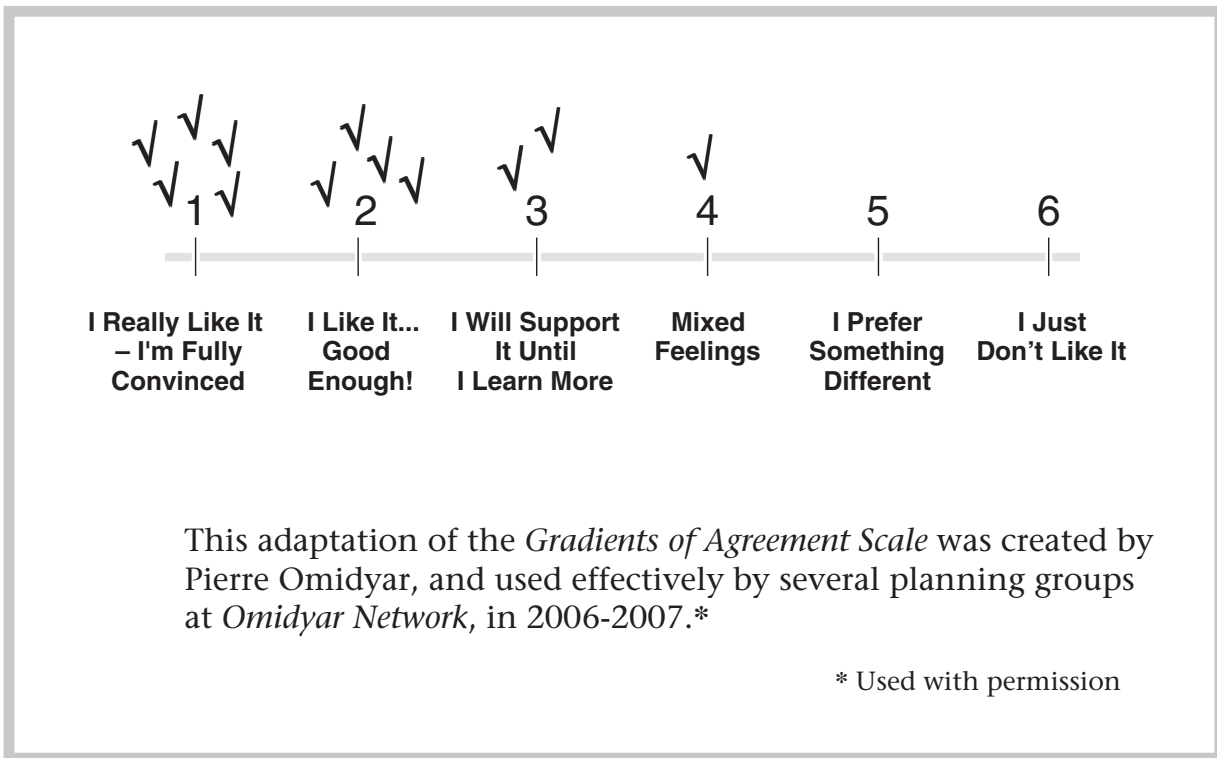 √ √ √ √ √ √ √ √ √ √ √ √
1 2 3 4 5 6
I Really Like It
– I'm Fully
Convinced
I Like It...
Good
Enough!
I Will Support
It Until
I Learn More
Mixed
Feelings
I Prefer
Something
Different
I Just
Don’t Like It
This adaptation of the Gradients of Agreement Scale was created by
Pierre Omidyar, and used effectively by several planning groups
at Omidyar Network, in 2006-2007.*
* Used with permission